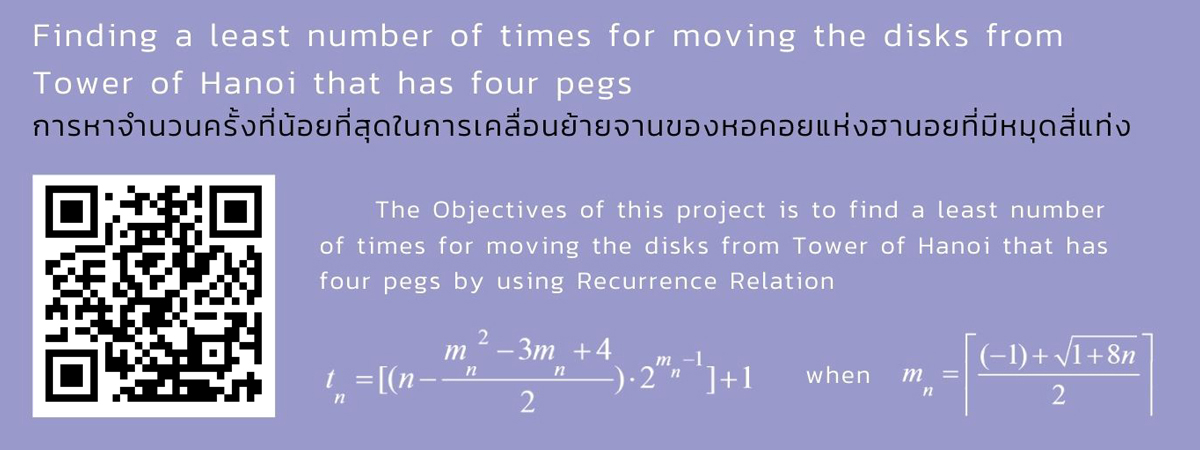 Finding a least number of times for moving the disks from
Tower of Hanoi that has four pegs
การหาจำนวนครั้งที่น้อยที่สุดในการเคลื่อนย้ายจานของหอคอยแห่งฮานอยที่มีหมุดสี่แท่ง
The Objectives of this project is to find a least number
of times for moving the disks from Tower of Hanoi that has
four pegs by using Recurrence Relation
t_n = [(n − (m_n^2 − 3m_n + 4)/2) · 2^(m_n − 1)] + 1 when m_n = ⌈((−1) + √(1 + 8n))/2⌉